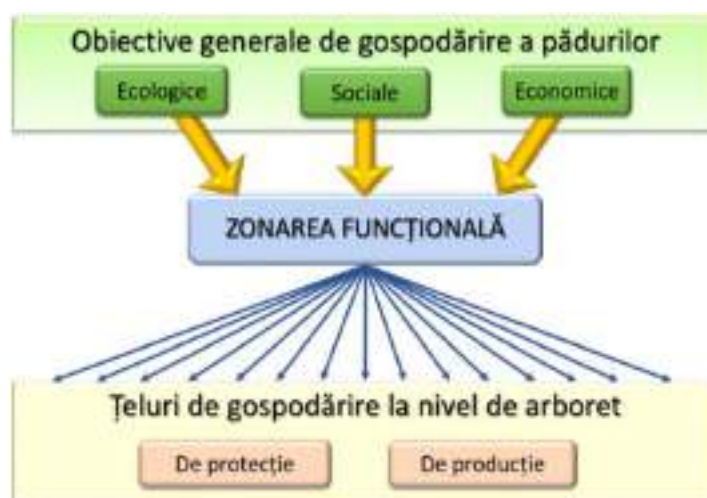 Obiective generale de gospodărire a pădurilor
Ecologice
Sociale
Economice
ZONAREA FUNCȚIONALĂ
Țeluri de gospodărire la nivel de arboret
De protecție
De producție